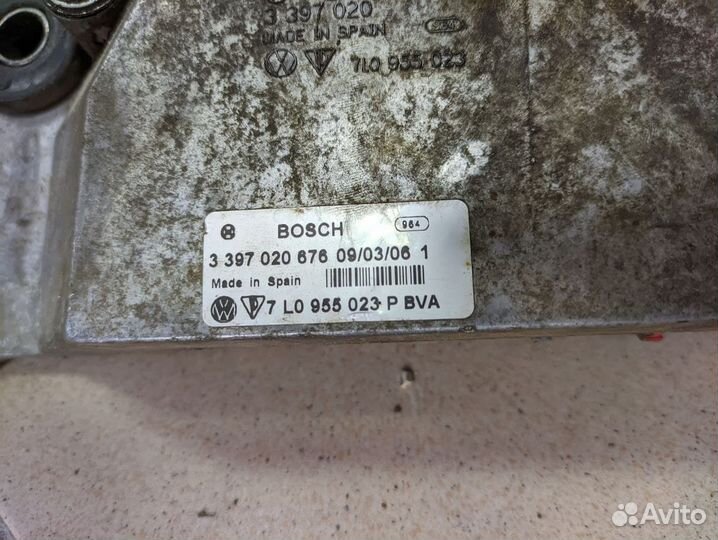 3 397 020
MADE IN SPAIN
7L0 955 023
BOSCH 964
3 397 020 676 09/03/06 1
Made in Spain
7 L0 955 023 P BVA
Avito